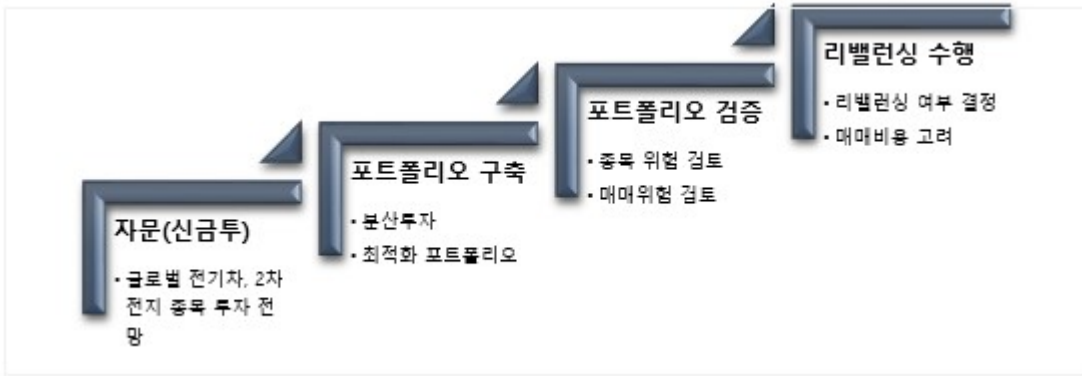 자문(신금투)
• 글로벌 전기차, 2차
전지 종목 투자 전
망
포트폴리오 구축
• 분산투자
• 최적화 포트폴리오
포트폴리오 검증
• 종목 위험 검토
• 매매위험 검토
리밸런싱 수행
• 리밸런싱 여부 결정
• 매매비용 고려